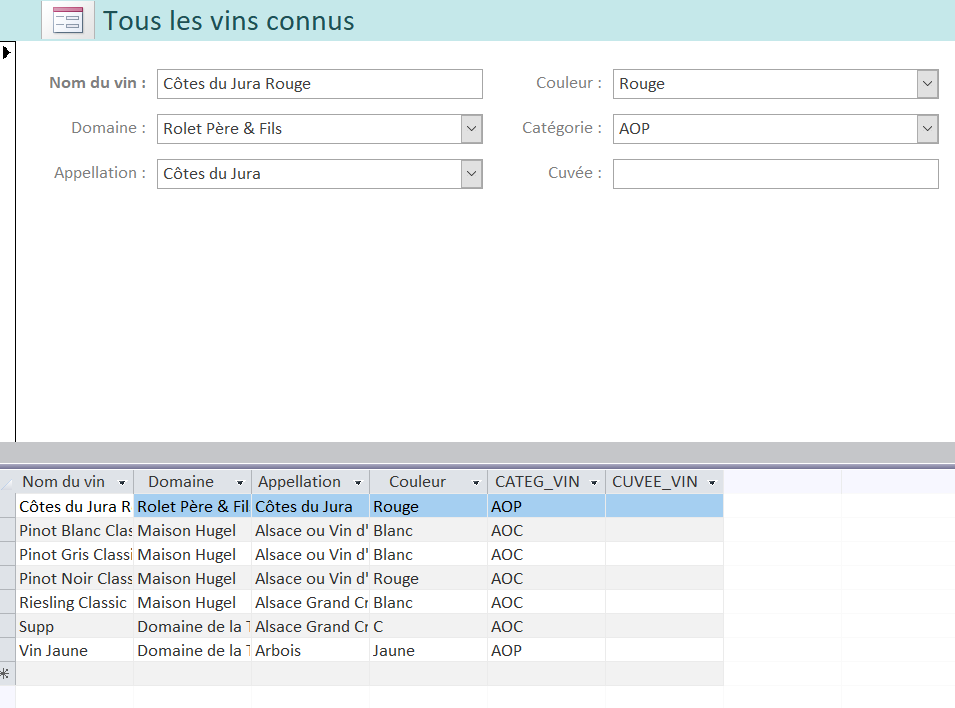 Tous les vins connus
Nom du vin : Côtes du Jura Rouge Couleur : Rouge
Domaine : Rolet Père & Fils Catégorie : AOP
Appellation : Côtes du Jura Cuvée :
Nom du vin Domaine Appellation Couleur CATEG_VIN CUVEE_VIN
Côtes du Jura R Rolet Père & Fil Côtes du Jura Rouge AOP
Pinot Blanc Clas Maison Hugel Alsace ou Vin d' Blanc AOC
Pinot Gris Classi Maison Hugel Alsace ou Vin d' Blanc AOC
Pinot Noir Class Maison Hugel Alsace ou Vin d' Rouge AOC
Riesling Classic Maison Hugel Alsace Grand Cr Blanc AOC
Supp Domaine de la T Alsace Grand Cr C AOC
Vin Jaune Domaine de la T Arbois Jaune AOP